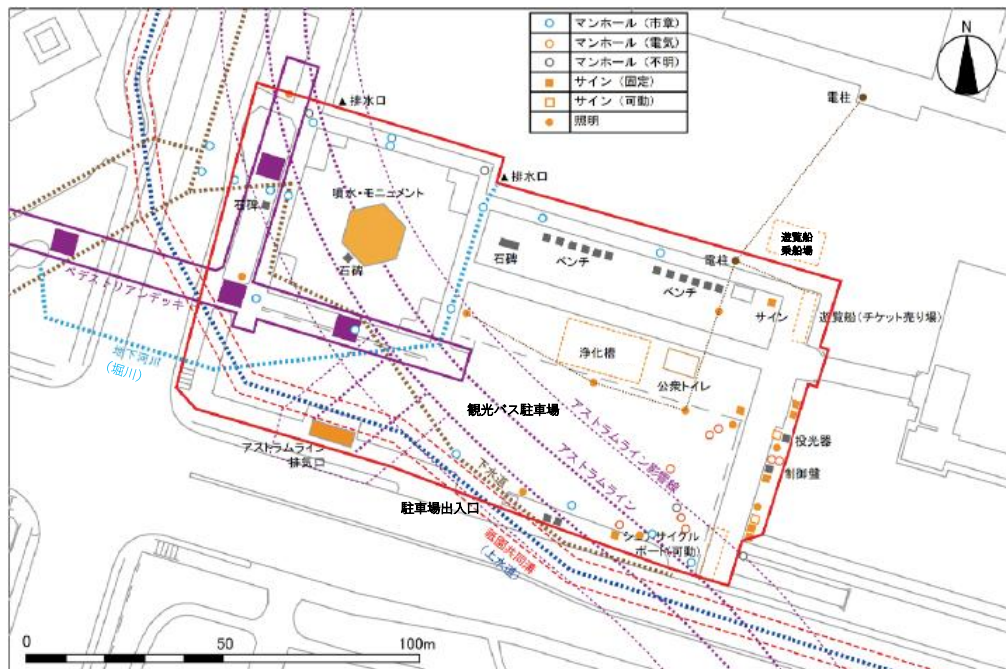 マンホール（市章）
マンホール（電気）
マンホール（不明）
サイン（固定）
サイン（可動）
照明
N
電柱
▲排水口
▲排水口
噴水・モニュメント
石碑
石碑
石碑
ベンチ
ベンチ
電柱
遊覧船
乗船場
サイン
遊覧船（チケット売り場）
ペデストリアンデッキ
地下河川
（堀川）
浄化槽
公衆トイレ
観光バス駐車場
アストラムライン影響線
アストラムライン
投光器
制御盤
アストラムライン
排気口
下水道
駐車場出入口
祇園共同溝
（上水道）
シェアサイクル
ポート（可動）
0
50
100m